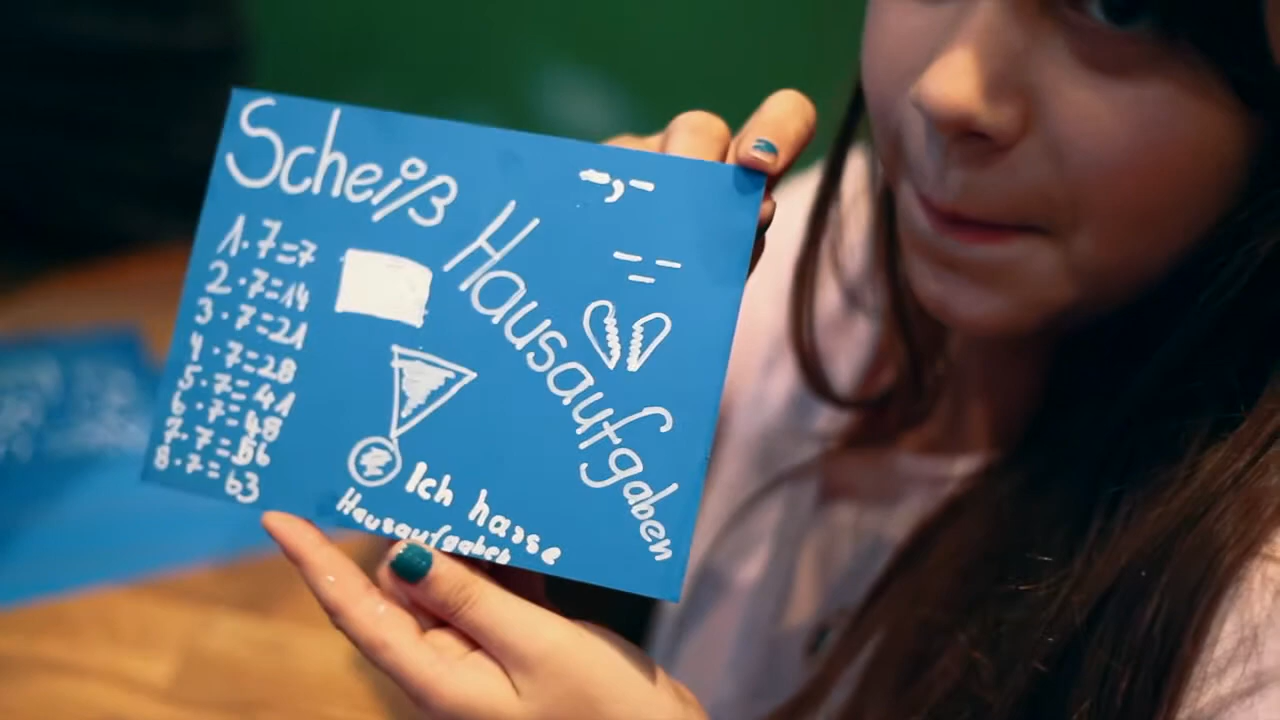 Scheiß
Hausaufgaben
1·7=7
2·7=14
3·7=21
4·7=28
5·7=41
6·7=48
7·7=56
8·7=63
Ich hasse
Hausaufgaben